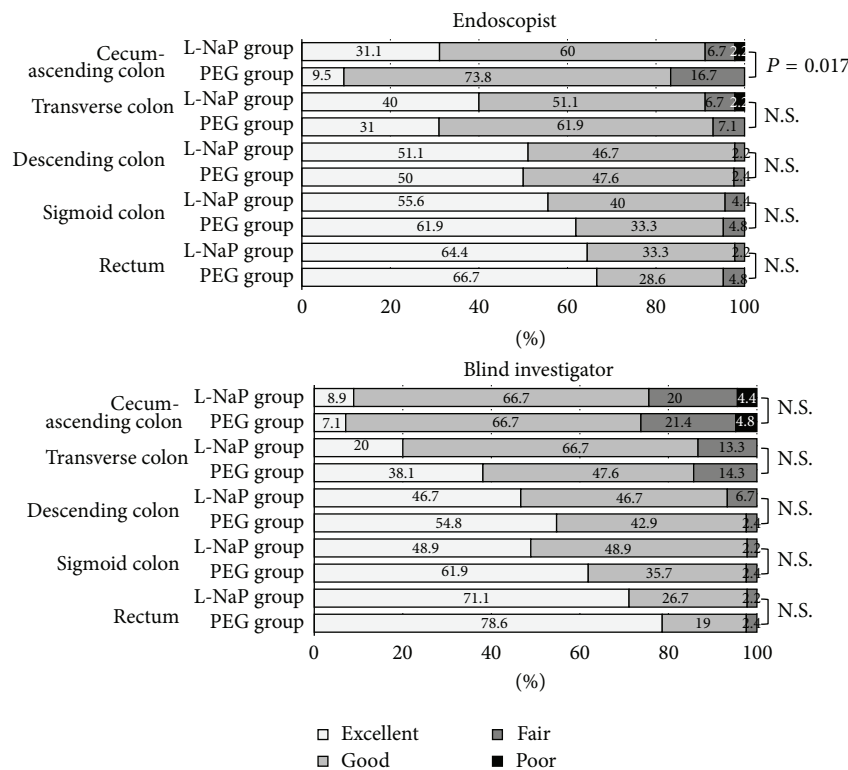 Endoscopist
Cecum-
ascending colon
L-NaP group
31.1 60 6.7 2.2
PEG group
9.5 73.8 16.7
P = 0.017
Transverse colon
L-NaP group
40 51.1 6.7 2.2
PEG group
31 61.9 7.1
N.S.
Descending colon
L-NaP group
51.1 46.7 2.2
PEG group
50 47.6 2.4
N.S.
Sigmoid colon
L-NaP group
55.6 40 4.4
PEG group
61.9 33.3 4.8
N.S.
Rectum
L-NaP group
64.4 33.3 2.2
PEG group
66.7 28.6 4.8
N.S.
0 20 40 60 80 100
(%)
Blind investigator
Cecum-
ascending colon
L-NaP group
8.9 66.7 20 4.4
PEG group
7.1 66.7 21.4 4.8
N.S.
Transverse colon
L-NaP group
20 66.7 13.3
PEG group
38.1 47.6 14.3
N.S.
Descending colon
L-NaP group
46.7 46.7 6.7
PEG group
54.8 42.9 2.4
N.S.
Sigmoid colon
L-NaP group
48.9 48.9 2.2
PEG group
61.9 35.7 2.4
N.S.
Rectum
L-NaP group
71.1 26.7 2.2
PEG group
78.6 19 2.4
N.S.
0 20 40 60 80 100
(%)
Excellent
Good
Fair
Poor